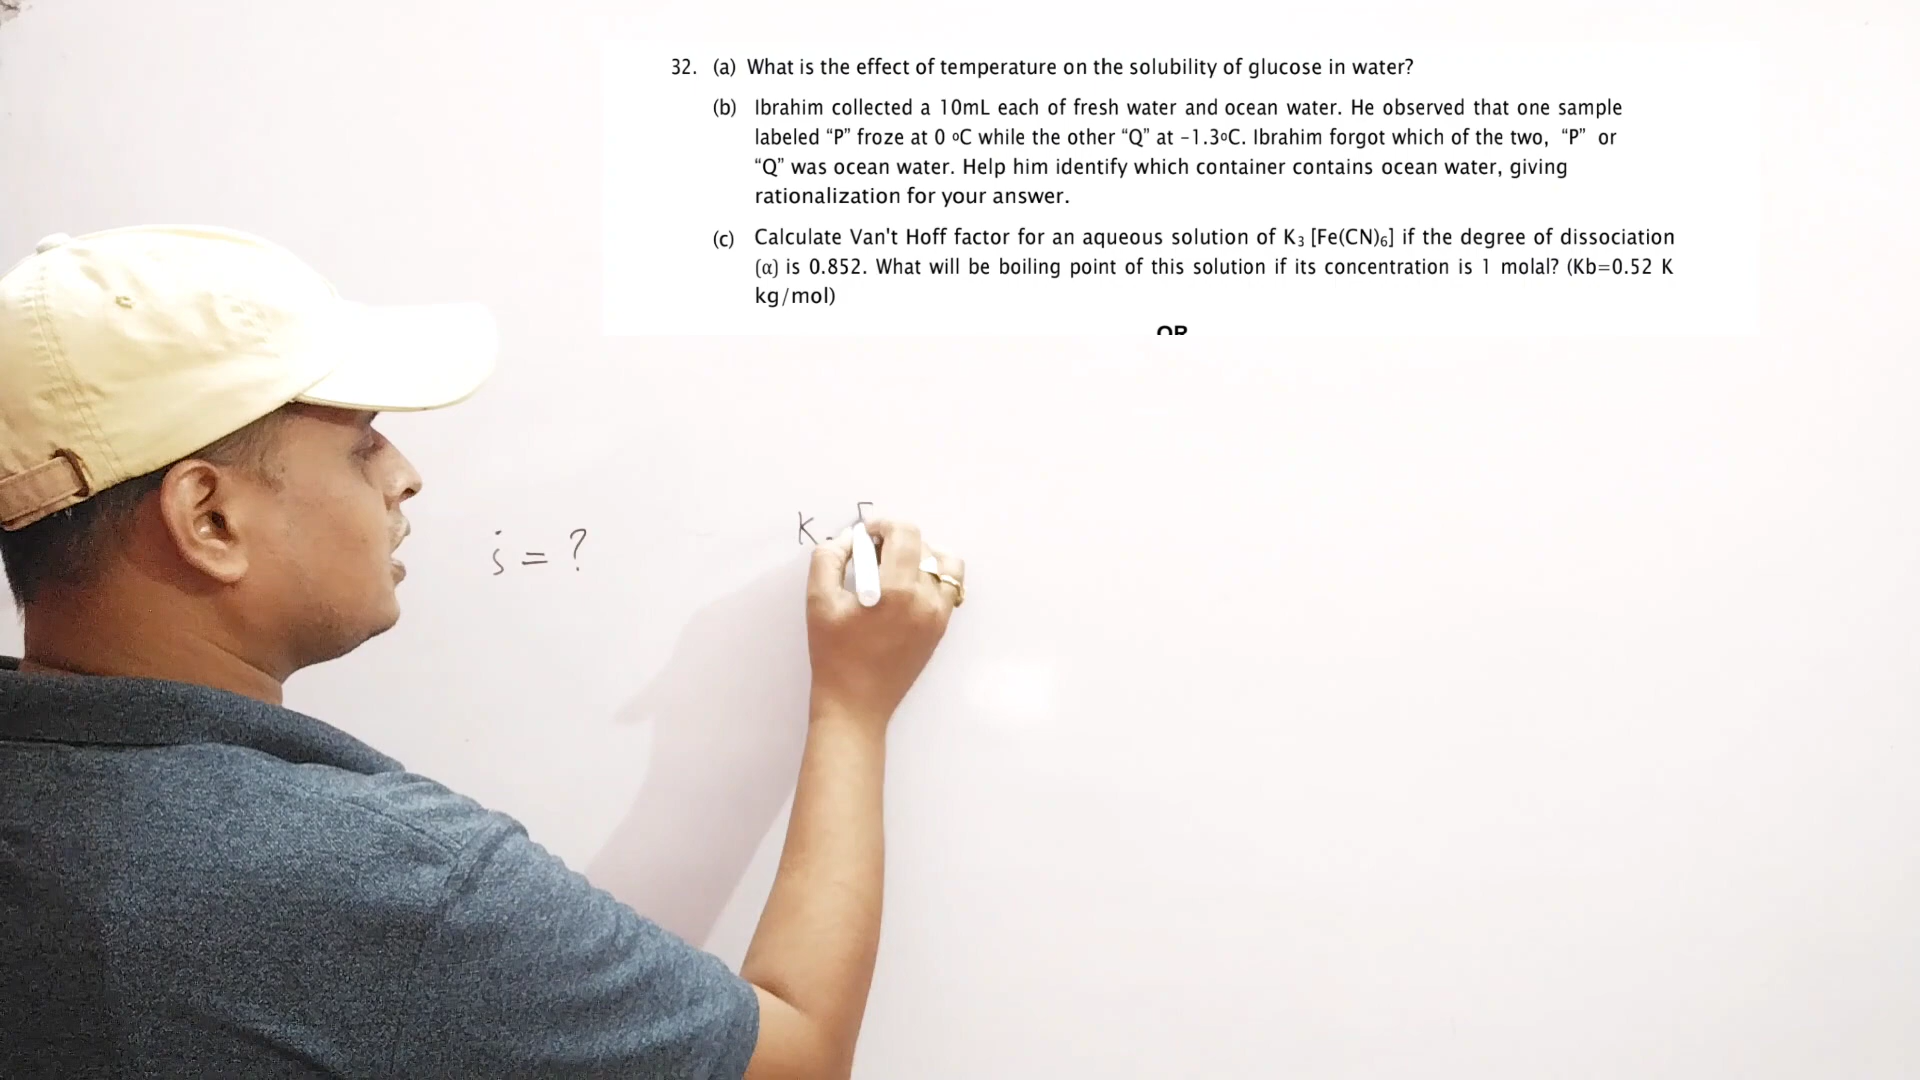 32. (a) What is the effect of temperature on the solubility of glucose in water?
(b) Ibrahim collected a 10mL each of fresh water and ocean water. He observed that one sample
labeled “P” froze at 0 ⁰C while the other “Q” at –1.3⁰C. Ibrahim forgot which of the two, “P” or
“Q” was ocean water. Help him identify which container contains ocean water, giving
rationalization for your answer.
(c) Calculate Van't Hoff factor for an aqueous solution of K₃ [Fe(CN)₆] if the degree of dissociation
(α) is 0.852. What will be boiling point of this solution if its concentration is 1 molal? (Kb=0.52 K
kg/mol)
OR
i = ?
K